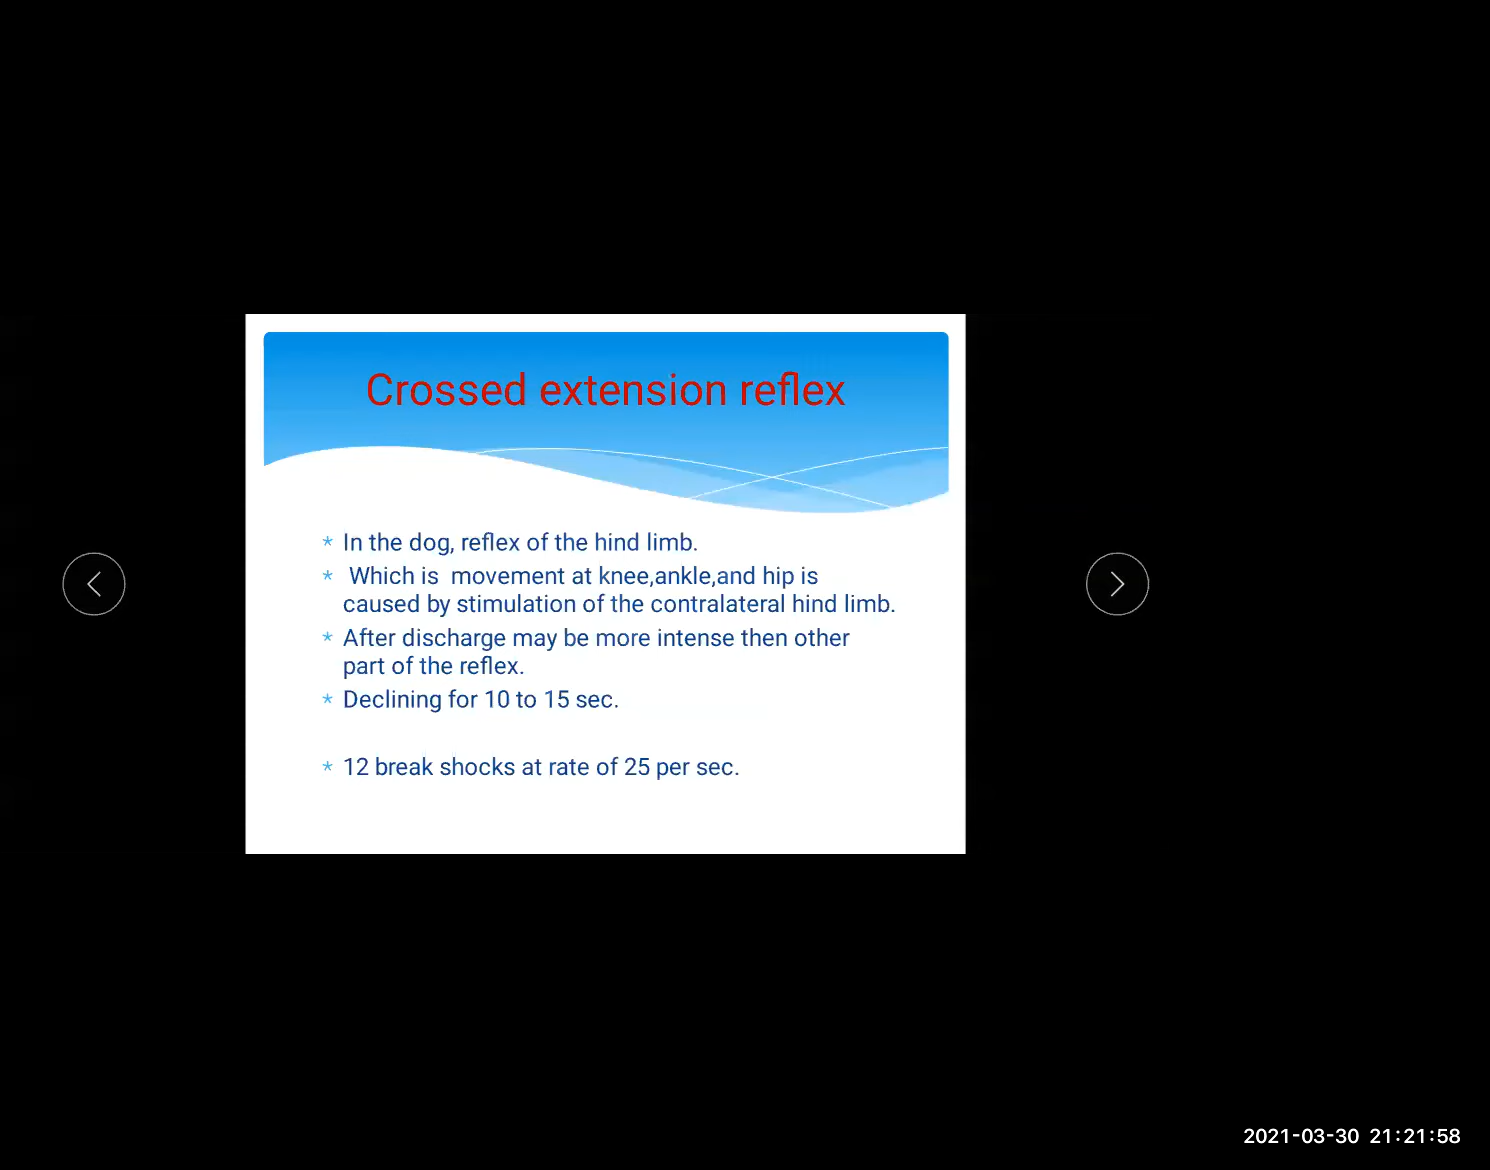 Crossed extension reflex
* In the dog, reflex of the hind limb.
* Which is movement at knee,ankle,and hip is
caused by stimulation of the contralateral hind limb.
* After discharge may be more intense then other
part of the reflex.
* Declining for 10 to 15 sec.
* 12 break shocks at rate of 25 per sec.
2021-03-30 21:21:58